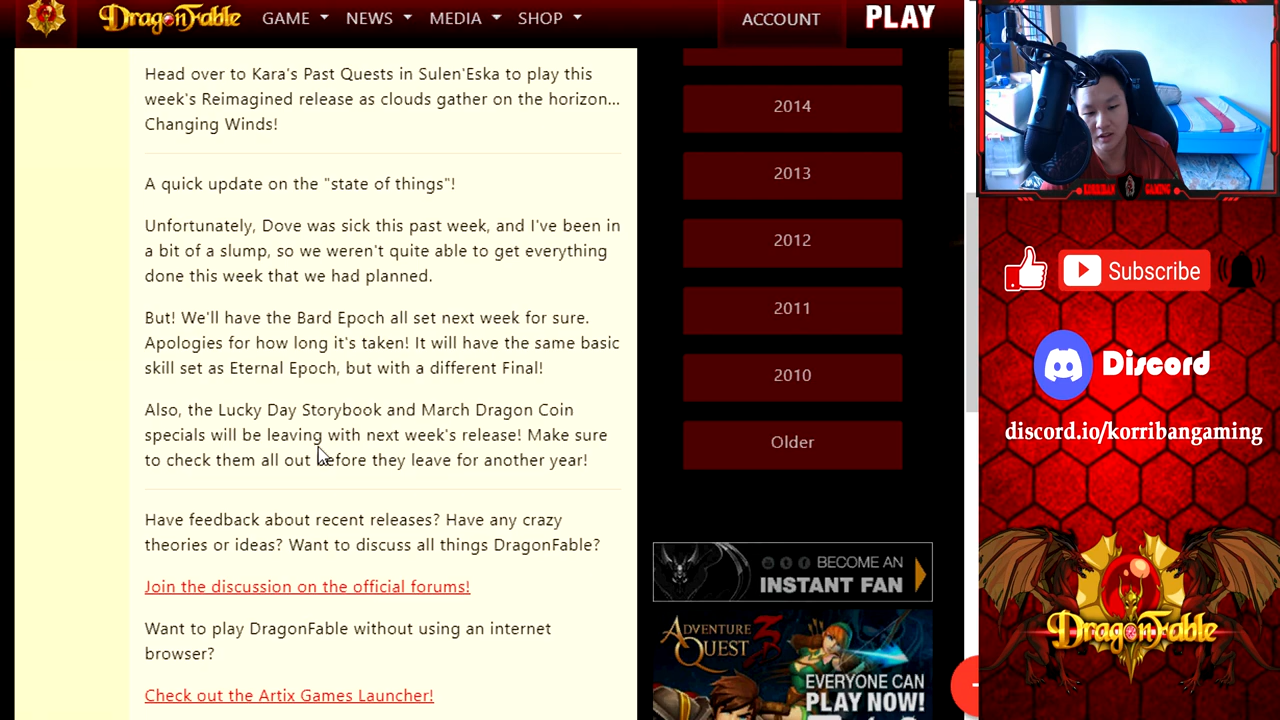 DragonFable GAME NEWS MEDIA SHOP ACCOUNT PLAY
Head over to Kara's Past Quests in Sulen'Eska to play this
week's Reimagined release as clouds gather on the horizon...
Changing Winds!
A quick update on the "state of things"!
Unfortunately, Dove was sick this past week, and I've been in
a bit of a slump, so we weren't quite able to get everything
done this week that we had planned.
But! We'll have the Bard Epoch all set next week for sure.
Apologies for how long it's taken! It will have the same basic
skill set as Eternal Epoch, but with a different Final!
Also, the Lucky Day Storybook and March Dragon Coin
specials will be leaving with next week's release! Make sure
to check them all out before they leave for another year!
Have feedback about recent releases? Have any crazy
theories or ideas? Want to discuss all things DragonFable?
Join the discussion on the official forums!
Want to play DragonFable without using an internet
browser?
Check out the Artix Games Launcher!
2014
2013
2012
2011
2010
Older
BECOME AN
INSTANT FAN
ADVENTURE
QUEST 3D
EVERYONE CAN
PLAY NOW!
KORRIBAN GAMING
Subscribe
Discord
discord.io/korribangaming
DragonFable